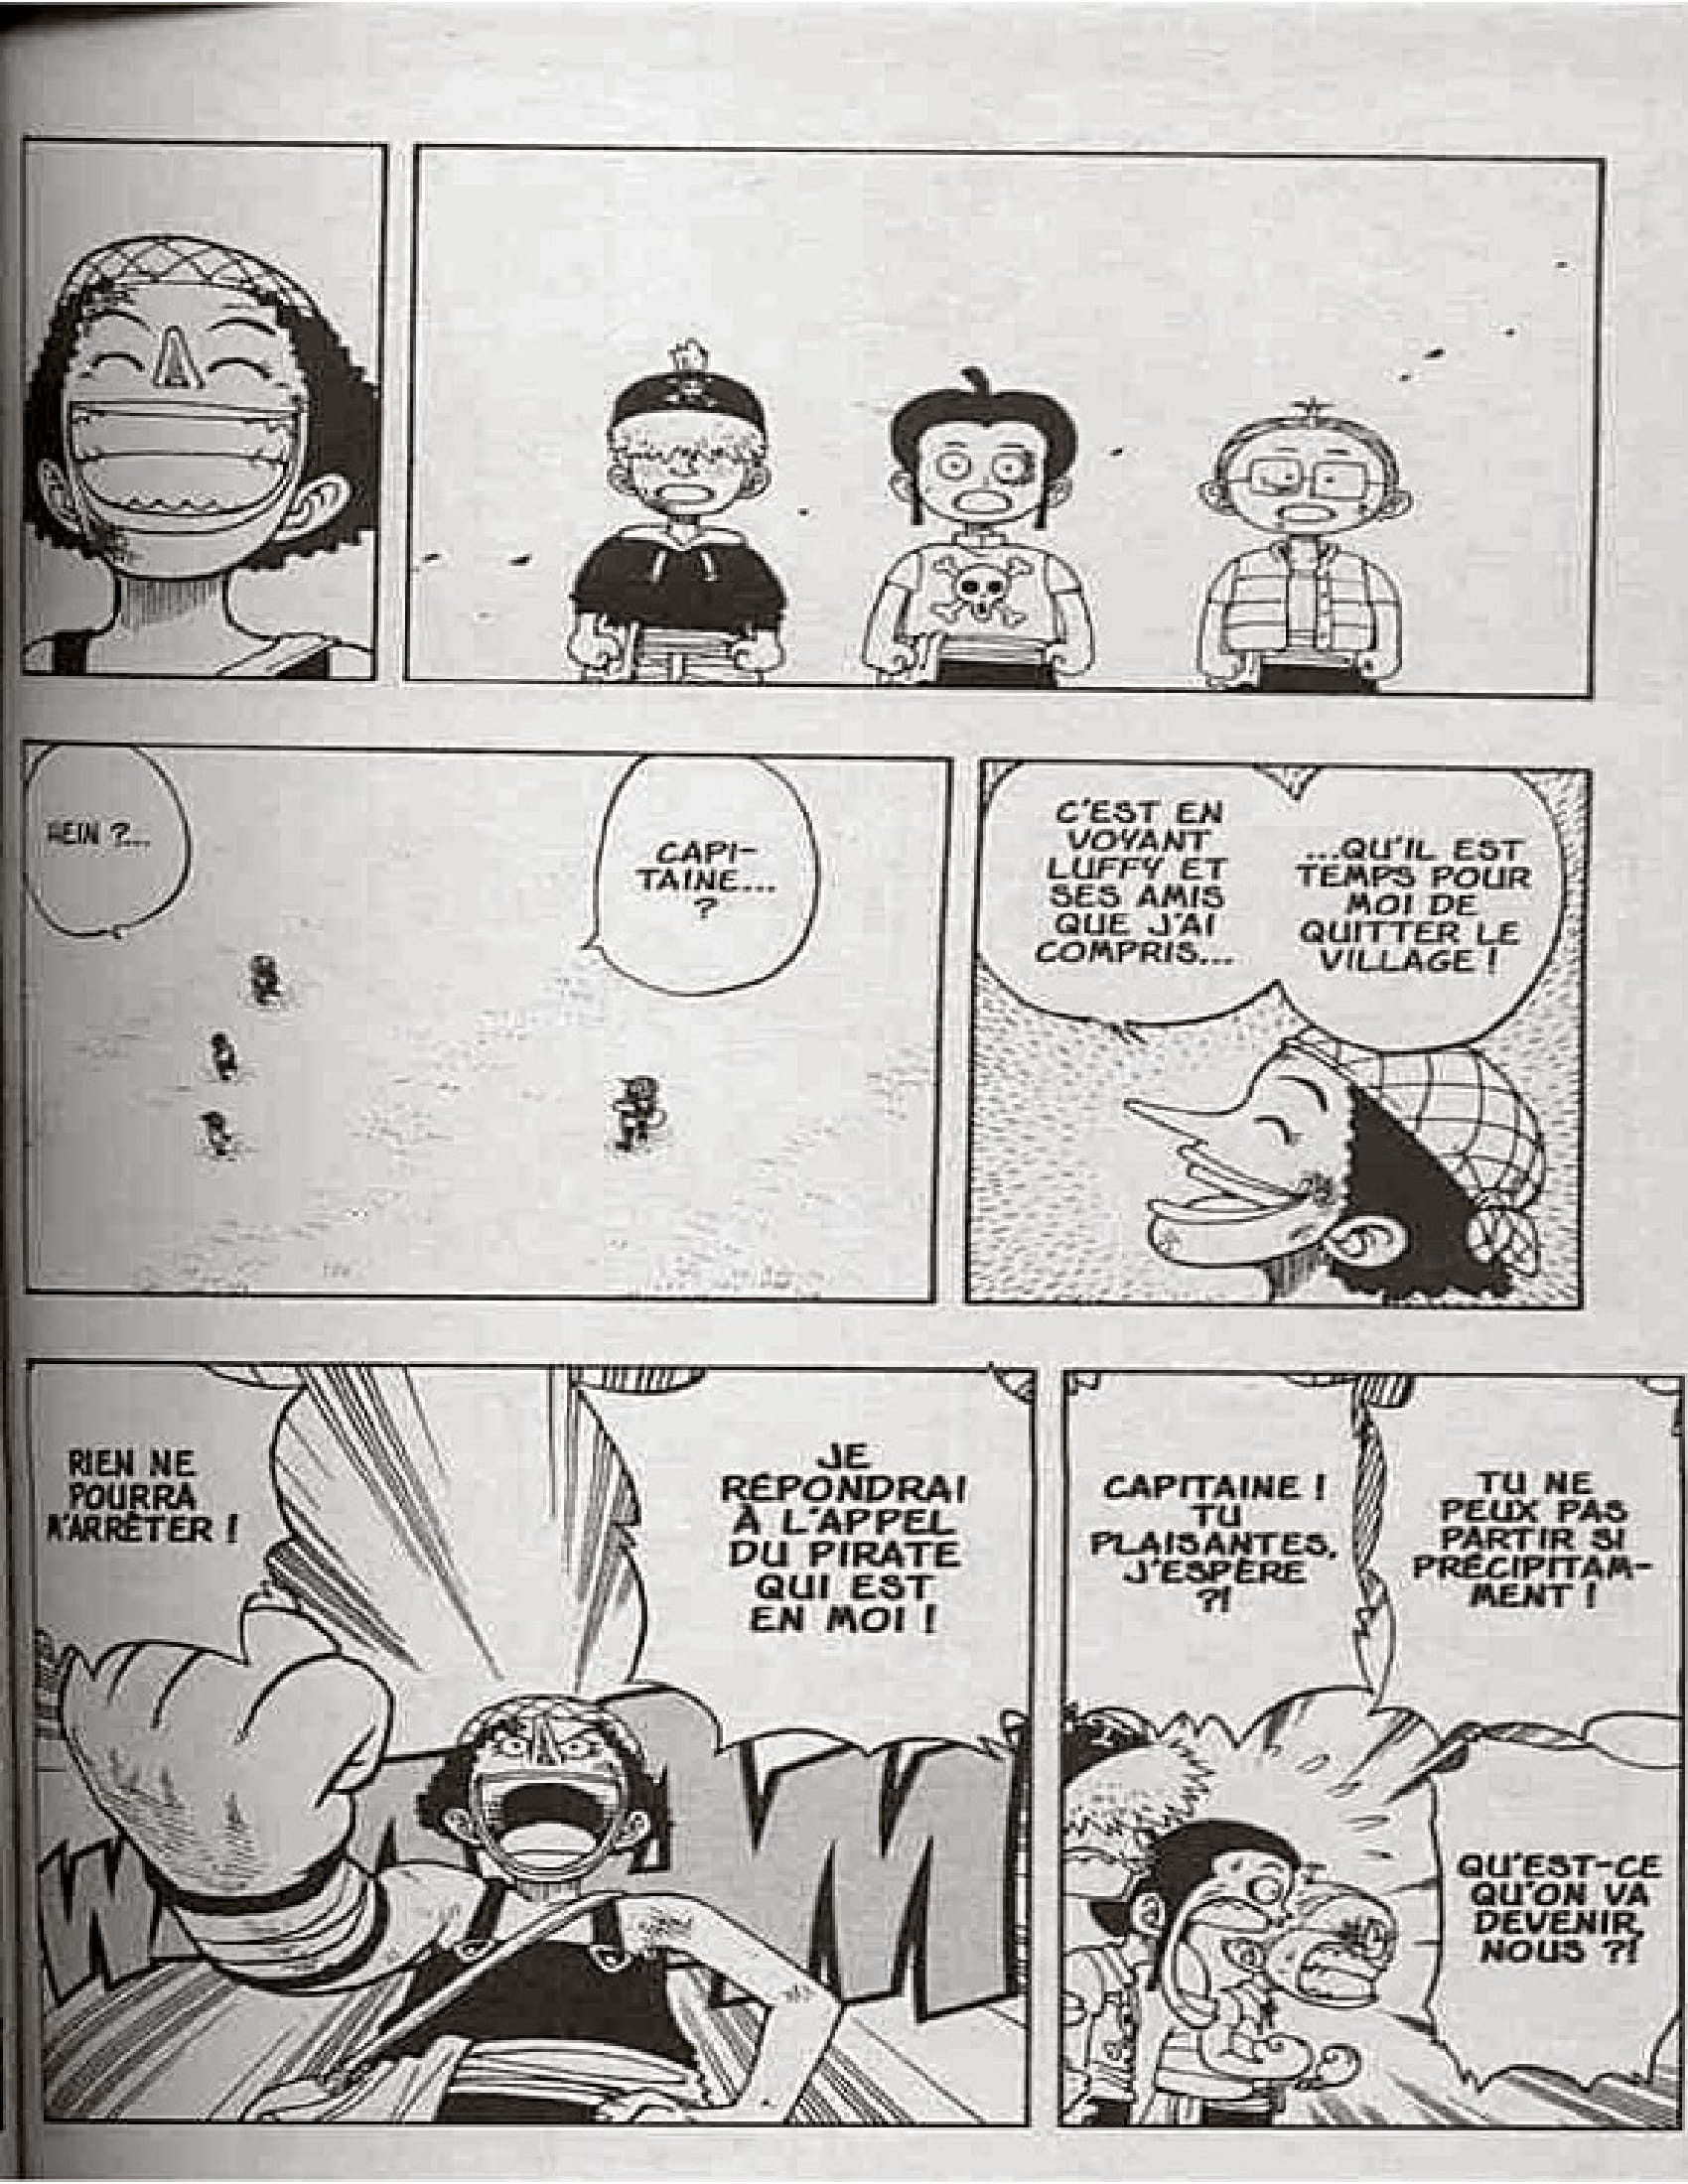 C'EST EN
VOYANT
LUFFY ET
SES AMIS
QUE J'AI
COMPRIS...
...QU'IL EST
TEMPS POUR
MOI DE
QUITTER LE
VILLAGE !
CAPI-
TAINE...
?
HEIN ?...
TU NE
PEUX PAS
PARTIR SI
PRÉCIPITAM-
MENT !
CAPITAINE !
TU
PLAISANTES,
J'ESPÈRE
?!
QU'EST-CE
QU'ON VA
DEVENIR,
NOUS ?!
JE
RÉPONDRAI
À L'APPEL
DU PIRATE
QUI EST
EN MOI !
RIEN NE
POURRA
M'ARRÊTER !